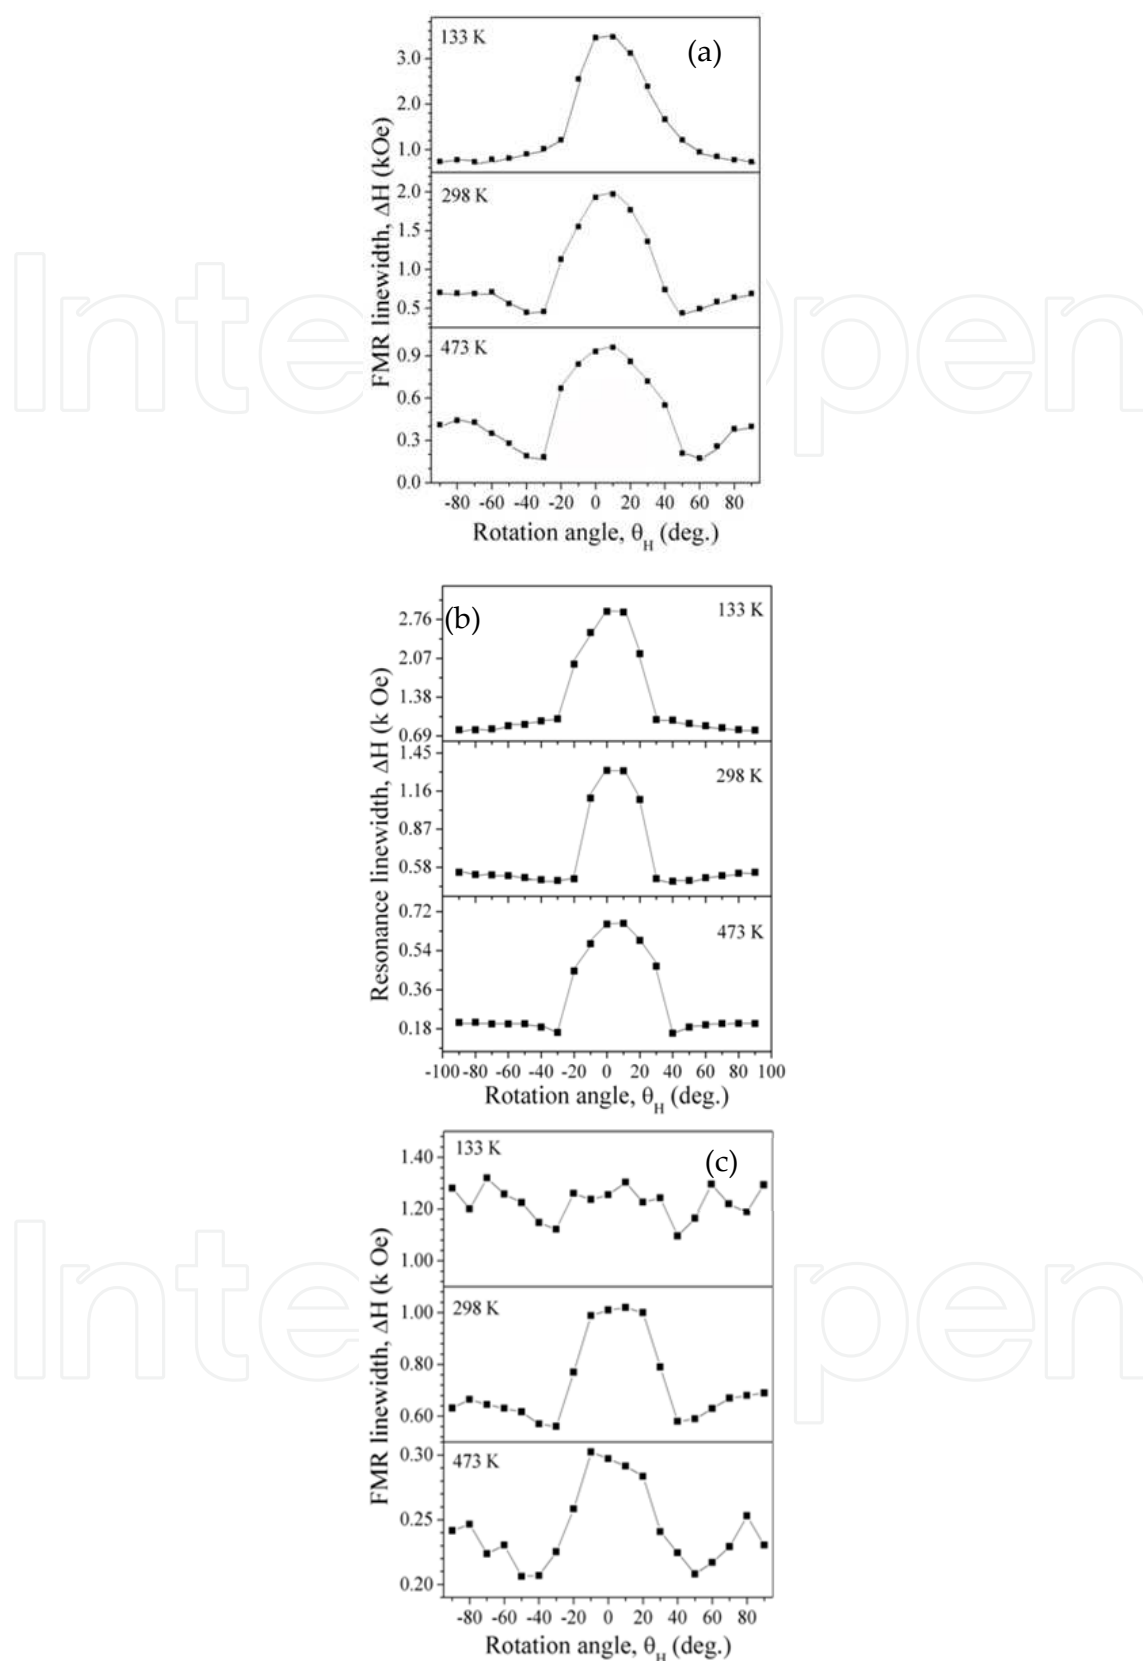 133 K
(a)
3.0
2.0
1.0
298 K
2.0
1.5
1.0
0.5
473 K
0.9
0.6
0.3
0.0
FMR linewidth, ΔH (kOe)
-80 -60 -40 -20 0 20 40 60 80
Rotation angle, θH (deg.)
(b)
133 K
2.76
2.07
1.38
0.69
298 K
1.45
1.16
0.87
0.58
473 K
0.72
0.54
0.36
0.18
Resonance linewidth, ΔH (k Oe)
-100 -80 -60 -40 -20 0 20 40 60 80 100
Rotation angle, θH (deg.)
133 K
(c)
1.40
1.20
1.00
298 K
1.00
0.80
0.60
473 K
0.30
0.25
0.20
FMR linewidth, ΔH (k Oe)
-80 -60 -40 -20 0 20 40 60 80
Rotation angle, θH (deg.)